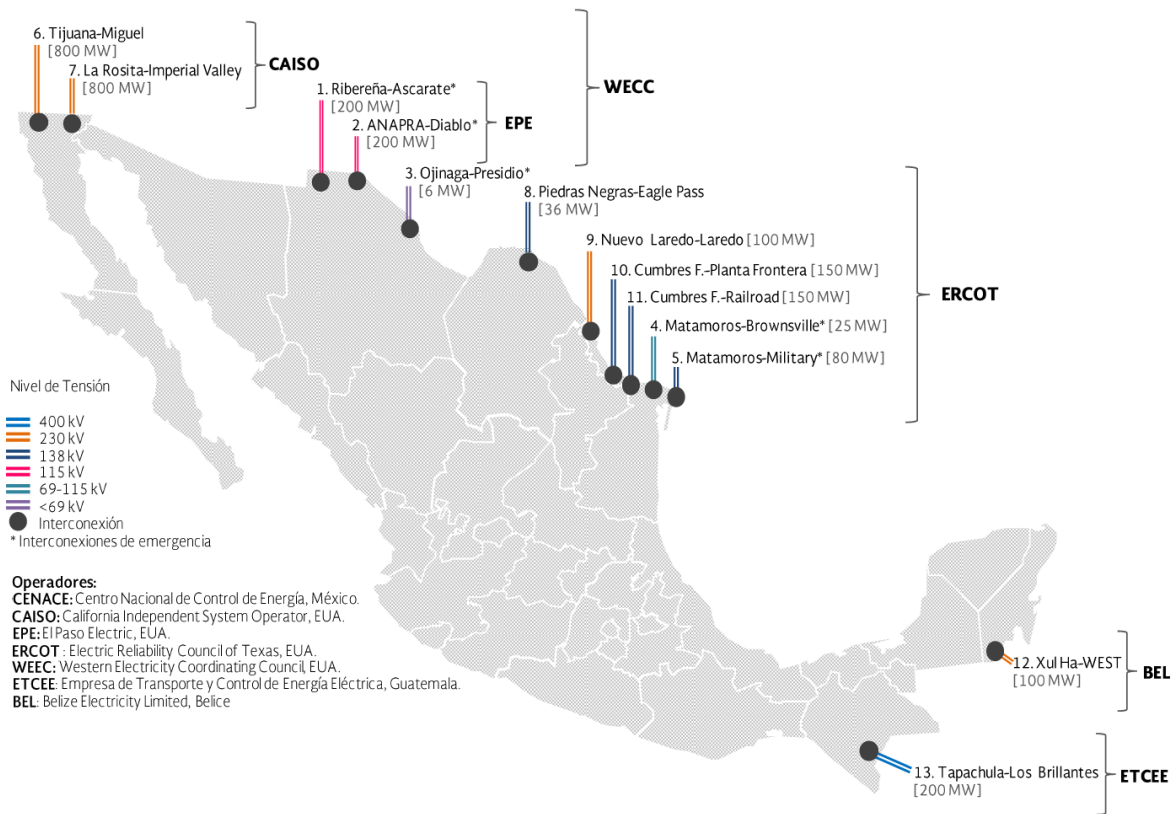 6. Tijuana-Miguel
[800 MW]
7. La Rosita-Imperial Valley
[800 MW]
CAISO
1. Ribereña-Ascarate*
[200 MW]
2. ANAPRA-Diablo*
[200 MW]
EPE
WECC
3. Ojinaga-Presidio*
[6 MW]
8. Piedras Negras-Eagle Pass
[36 MW]
9. Nuevo Laredo-Laredo [100 MW]
10. Cumbres F.-Planta Frontera [150 MW]
11. Cumbres F.-Railroad [150 MW]
4. Matamoros-Brownsville* [25 MW]
5. Matamoros-Military* [80 MW]
ERCOT
Nivel de Tensión
400 kV
230 kV
138 kV
115 kV
69-115 kV
<69 kV
Interconexión
* Interconexiones de emergencia
Operadores:
CENACE: Centro Nacional de Control de Energía, México.
CAISO: California Independent System Operator, EUA.
EPE: El Paso Electric, EUA.
ERCOT : Electric Reliability Council of Texas, EUA.
WEEC: Western Electricity Coordinating Council, EUA.
ETCEE: Empresa de Transporte y Control de Energía Eléctrica, Guatemala.
BEL: Belize Electricity Limited, Belice
12. Xul Ha-WEST
[100 MW]
BEL
13. Tapachula-Los Brillantes
[200 MW]
ETCEE